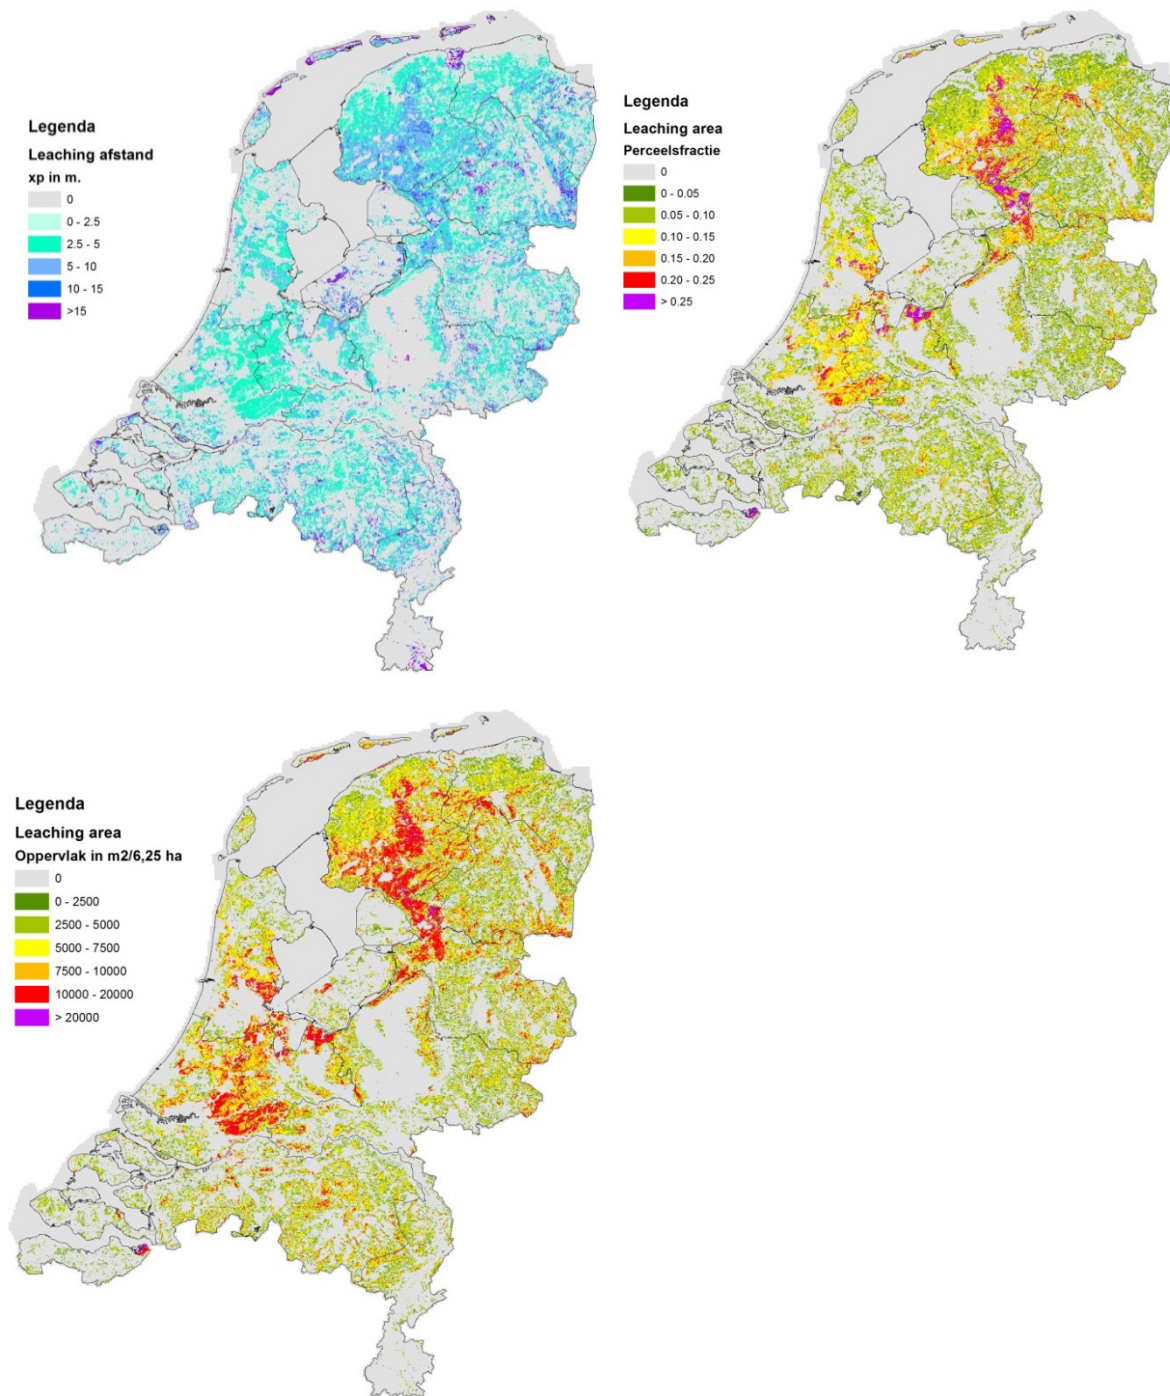 Legenda
Leaching afstand
xp in m.
0
0 - 2.5
2.5 - 5
5 - 10
10 - 15
>15
Legenda
Leaching area
Perceelsfractie
0
0 - 0.05
0.05 - 0.10
0.10 - 0.15
0.15 - 0.20
0.20 - 0.25
> 0.25
Legenda
Leaching area
Oppervlak in m2/6,25 ha
0
0 - 2500
2500 - 5000
5000 - 7500
7500 - 10000
10000 - 20000
> 20000